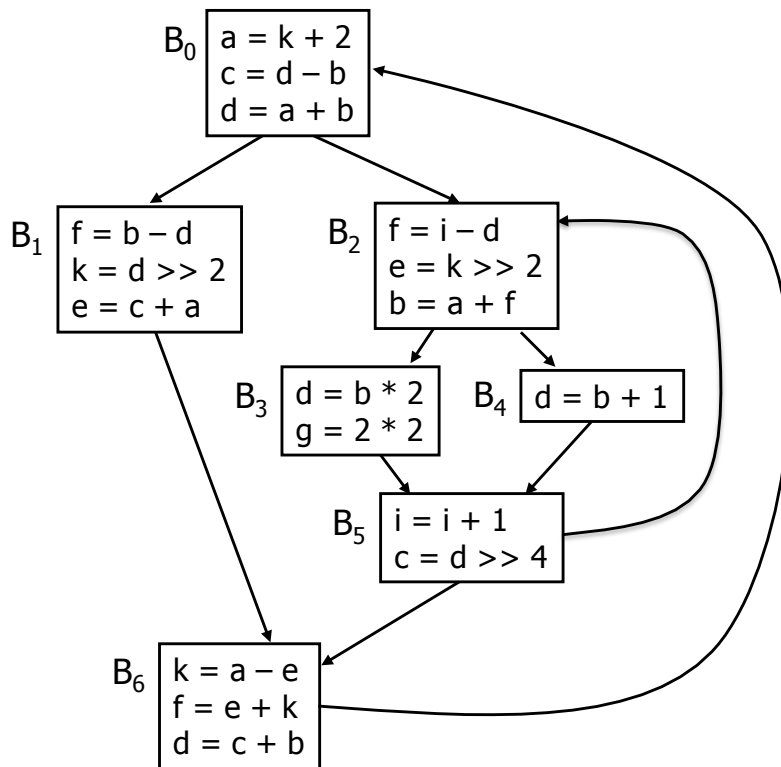 B0
a = k + 2
c = d – b
d = a + b
B1
f = b – d
k = d >> 2
e = c + a
B2
f = i – d
e = k >> 2
b = a + f
B3
d = b * 2
g = 2 * 2
B4
d = b + 1
B5
i = i + 1
c = d >> 4
B6
k = a – e
f = e + k
d = c + b